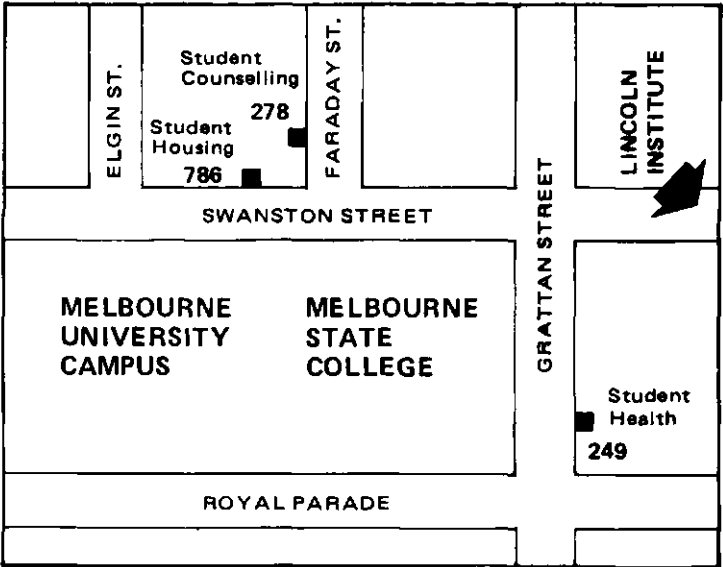 ELGIN ST.
Student
Counselling
278
Student
Housing
786
FARADAY ST.
GRATTAN STREET
LINCOLN
INSTITUTE
SWANSTON STREET
MELBOURNE
UNIVERSITY
CAMPUS
MELBOURNE
STATE
COLLEGE
Student
Health
249
ROYAL PARADE